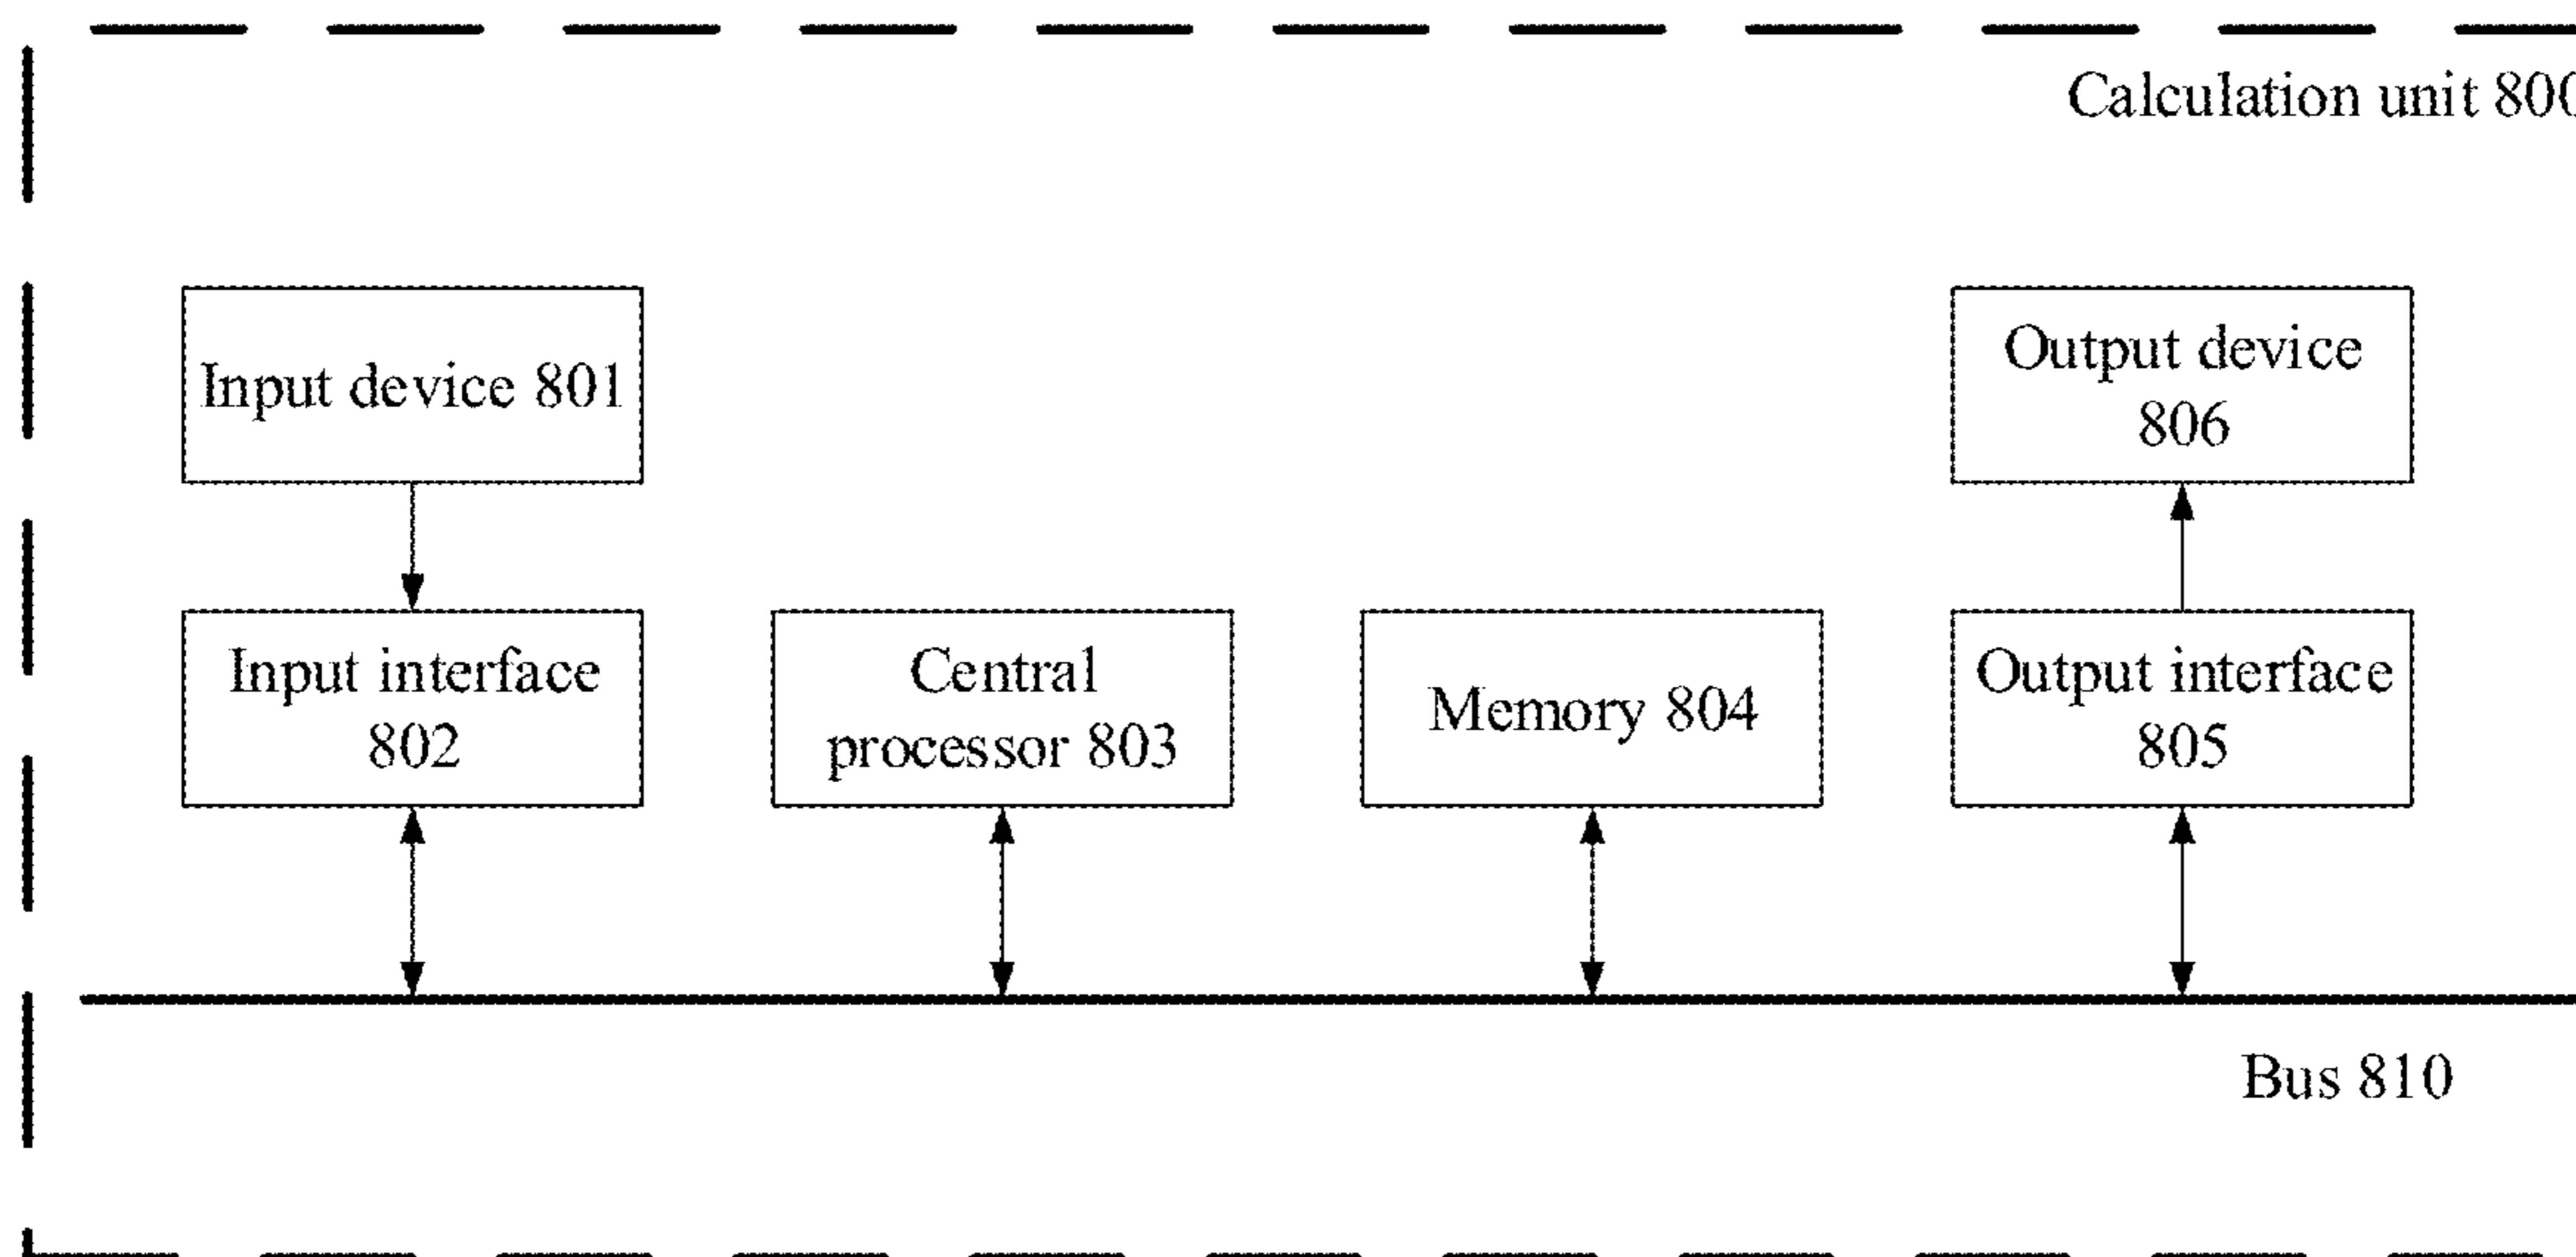 Calculation unit 800
Input device 801
Output device
806
Input interface
802
Central
processor 803
Memory 804
Output interface
805
Bus 810